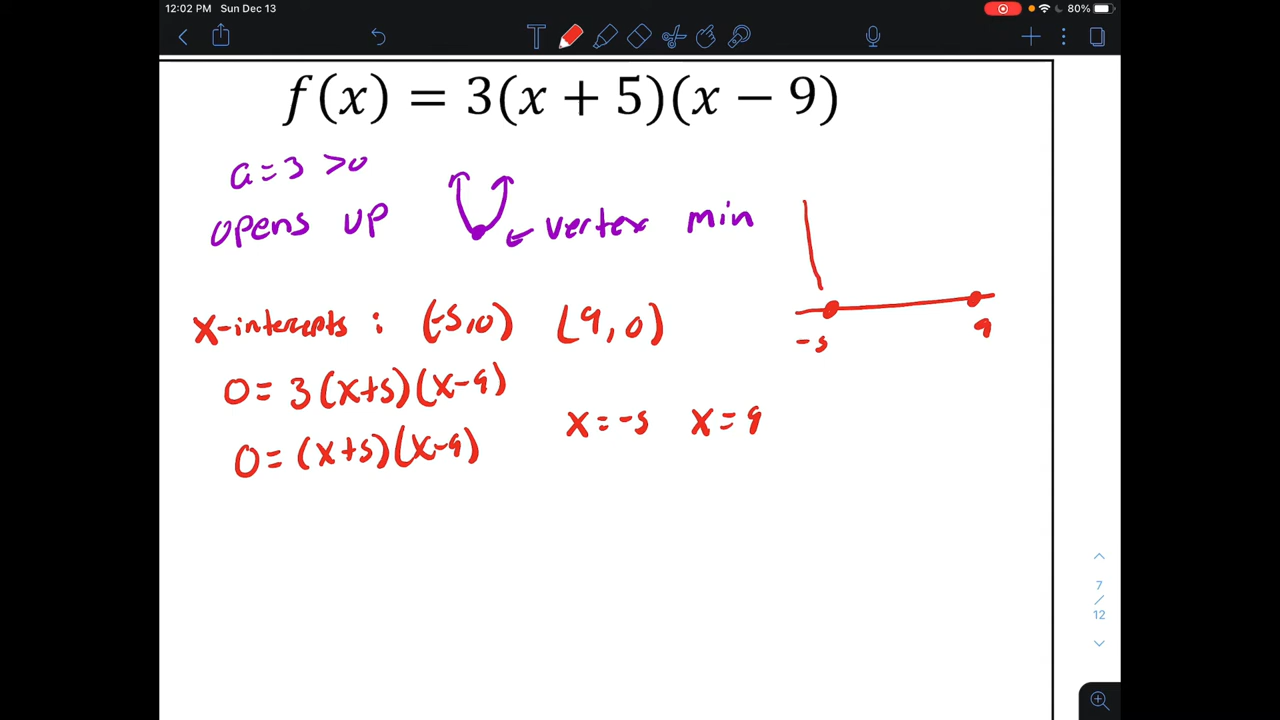 12:02 PM Sun Dec 13
80%
T
f(x) = 3(x + 5)(x − 9)
a=3 >0
opens up
vertex min
x-intercepts : (-5,0) (9,0)
-5
9
0=3(x+5)(x-9)
x=-5 x=9
0=(x+5)(x-9)
7
/
12